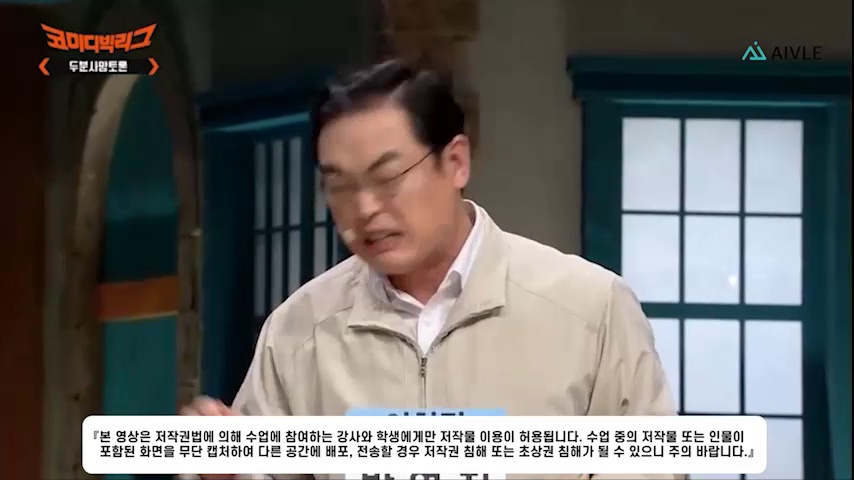 코미디빅리그
두분사망토론
AIVLE
『본 영상은 저작권법에 의해 수업에 참여하는 강사와 학생에게만 저작물 이용이 허용됩니다. 수업 중의 저작물 또는 인물이
포함된 화면을 무단 캡처하여 다른 공간에 배포, 전송할 경우 저작권 침해 또는 초상권 침해가 될 수 있으니 주의 바랍니다.』